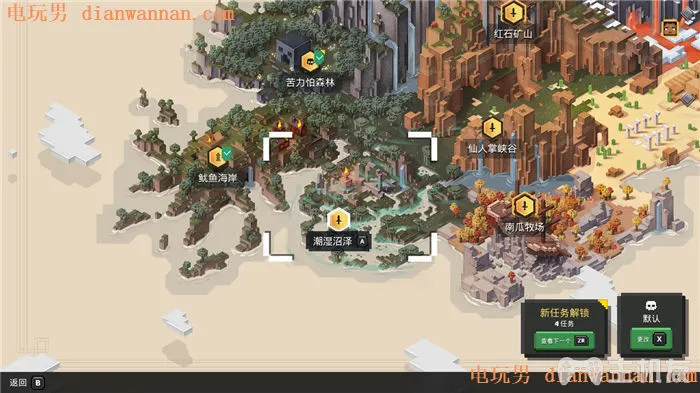 电玩男 dianwannan.com
红石矿山
苦力怕森林
仙人掌峡谷
鱿鱼海岸
南瓜牧场
潮湿沼泽 A
新任务解锁
4 任务
查看下一个 ZR
默认
更改 X
返回 B
电玩男 dianwannan.com